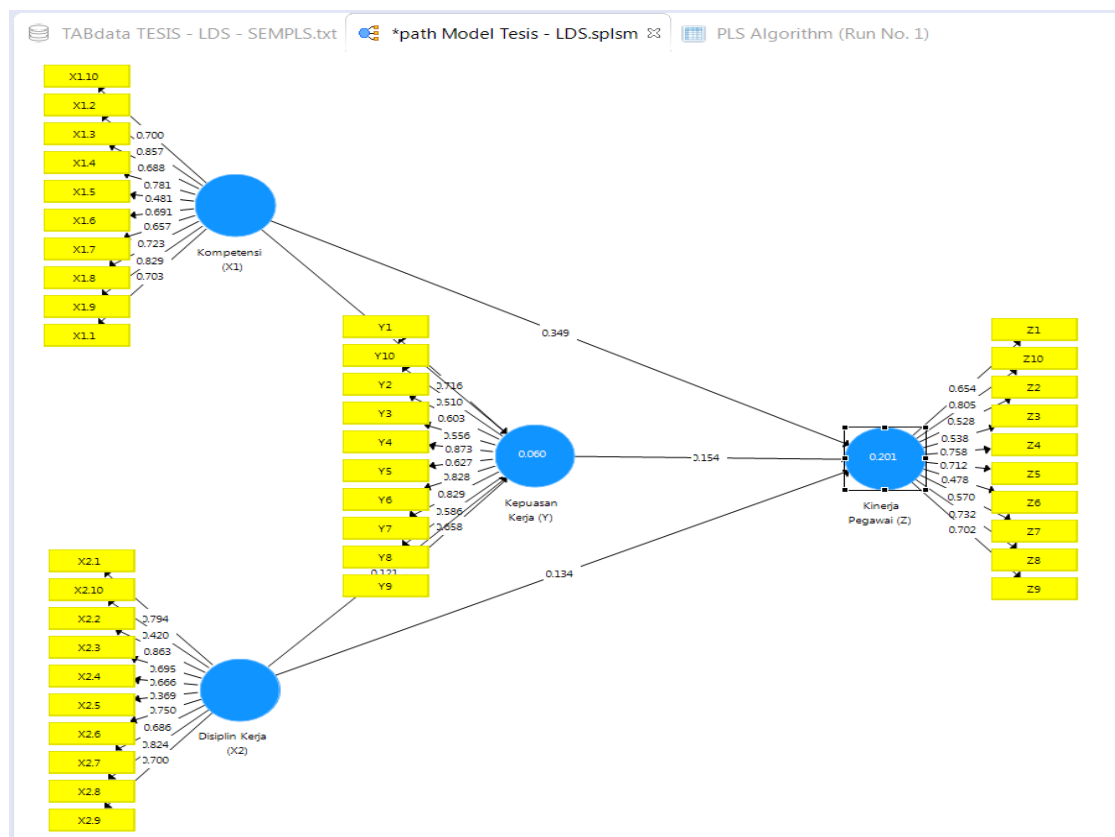 TABdata TESIS - LDS - SEMPLS.txt
*path Model Tesis - LDS.splsm
PLS Algorithm (Run No. 1)
X1.10
X1.2
X1.3
X1.4
X1.5
X1.6
X1.7
X1.8
X1.9
X1.1
0.700
0.857
0.688
0.781
0.481
0.691
0.657
0.723
0.829
0.703
Kompetensi
(X1)
0.349
Y1
Y10
Y2
Y3
Y4
Y5
Y6
Y7
Y8
Y9
0.716
0.510
0.603
0.556
0.873
0.627
0.828
0.829
0.586
0.658
0.121
0.060
Kepuasan
Kerja (Y)
0.154
0.134
0.201
Kinerja
Pegawai (Z)
0.654
0.805
0.528
0.538
0.758
0.712
0.478
0.570
0.732
0.702
Z1
Z10
Z2
Z3
Z4
Z5
Z6
Z7
Z8
Z9
X2.1
X2.10
X2.2
X2.3
X2.4
X2.5
X2.6
X2.7
X2.8
X2.9
0.794
0.420
0.863
0.695
0.666
0.369
0.750
0.686
0.824
0.700
Disiplin Kerja
(X2)